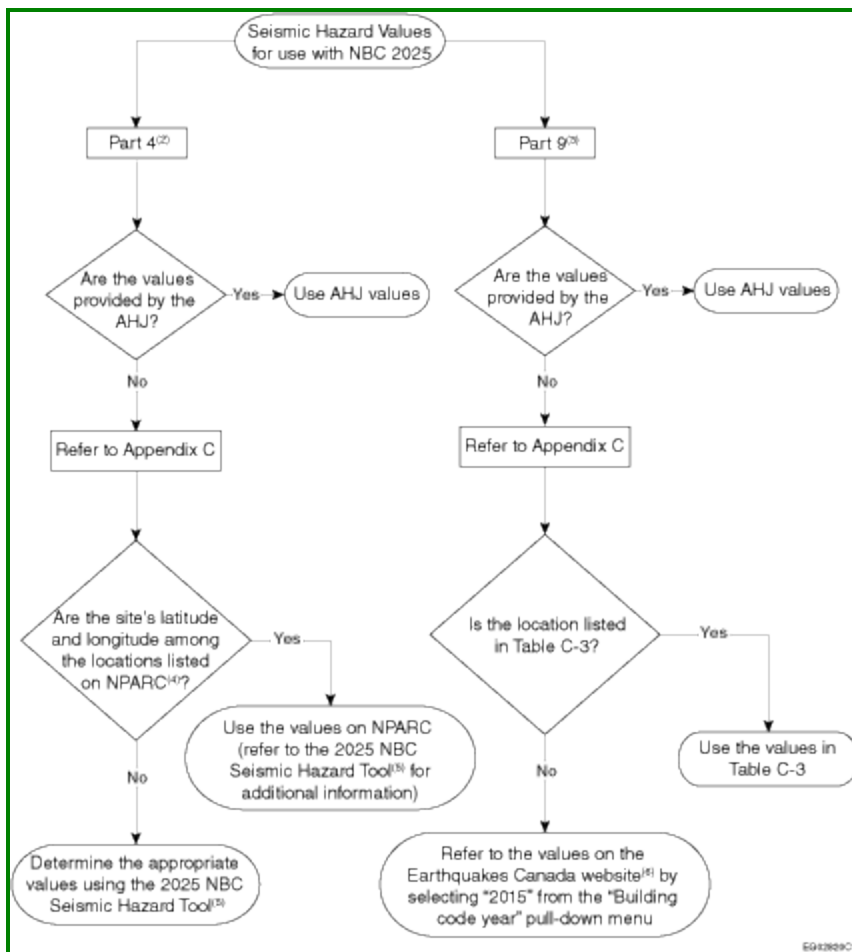 Seismic Hazard Values
for use with NBC 2025
Part 4(2)
Part 9(3)
Are the values
provided by the
AHJ?
Yes
Use AHJ values
Are the values
provided by the
AHJ?
Yes
Use AHJ values
No
No
Refer to Appendix C
Refer to Appendix C
Are the site's latitude
and longitude among
the locations listed
on NPARC(4)?
Yes
Is the location listed
in Table C-3?
Yes
Use the values on NPARC
(refer to the 2025 NBC
Seismic Hazard Tool(5) for
additional information)
Use the values in
Table C-3
No
No
Determine the appropriate
values using the 2025 NBC
Seismic Hazard Tool(5)
Refer to the values on the
Earthquakes Canada website(6) by
selecting "2015" from the "Building
code year" pull-down menu